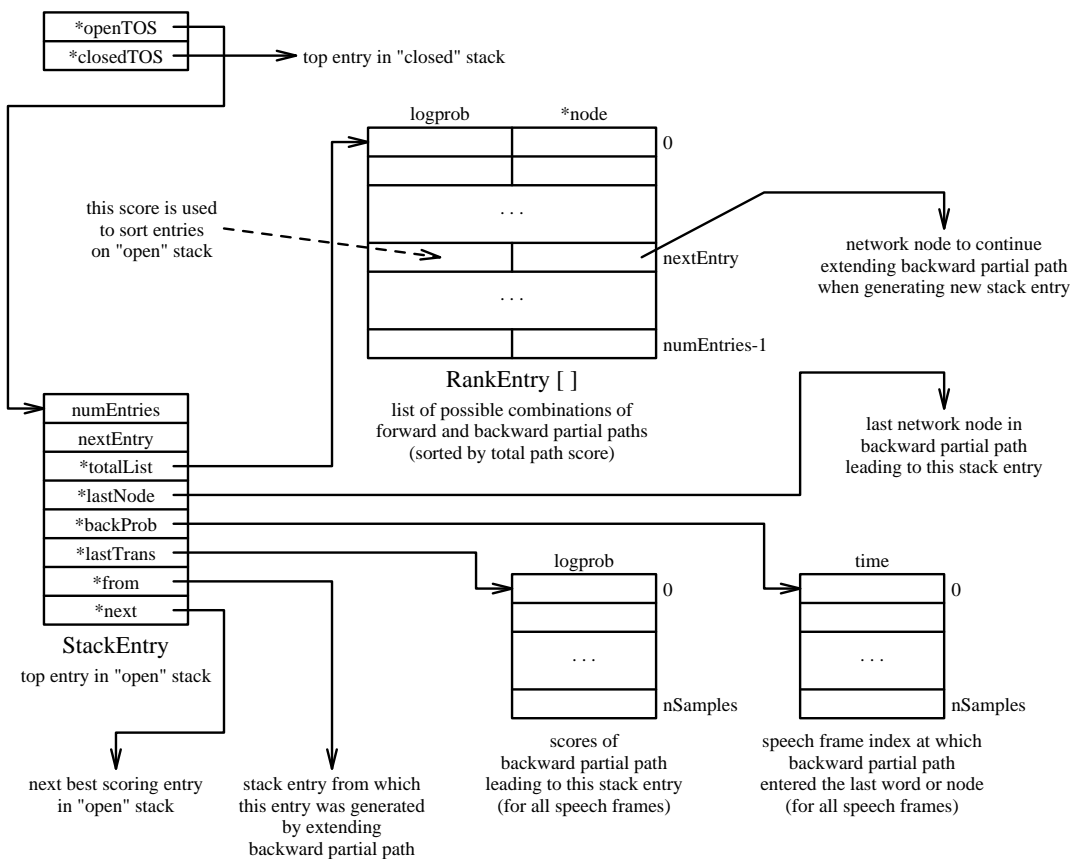 *openTOS
*closedTOS
top entry in "closed" stack
logprob
*node
0
this score is used
to sort entries
on "open" stack
. . .
nextEntry
. . .
numEntries-1
network node to continue
extending backward partial path
when generating new stack entry
RankEntry [ ]
list of possible combinations of
forward and backward partial paths
(sorted by total path score)
last network node in
backward partial path
leading to this stack entry
numEntries
nextEntry
*totalList
*lastNode
*backProb
*lastTrans
*from
*next
StackEntry
top entry in "open" stack
logprob
0
. . .
nSamples
scores of
backward partial path
leading to this stack entry
(for all speech frames)
time
0
. . .
nSamples
speech frame index at which
backward partial path
entered the last word or node
(for all speech frames)
next best scoring entry
in "open" stack
stack entry from which
this entry was generated
by extending
backward partial path